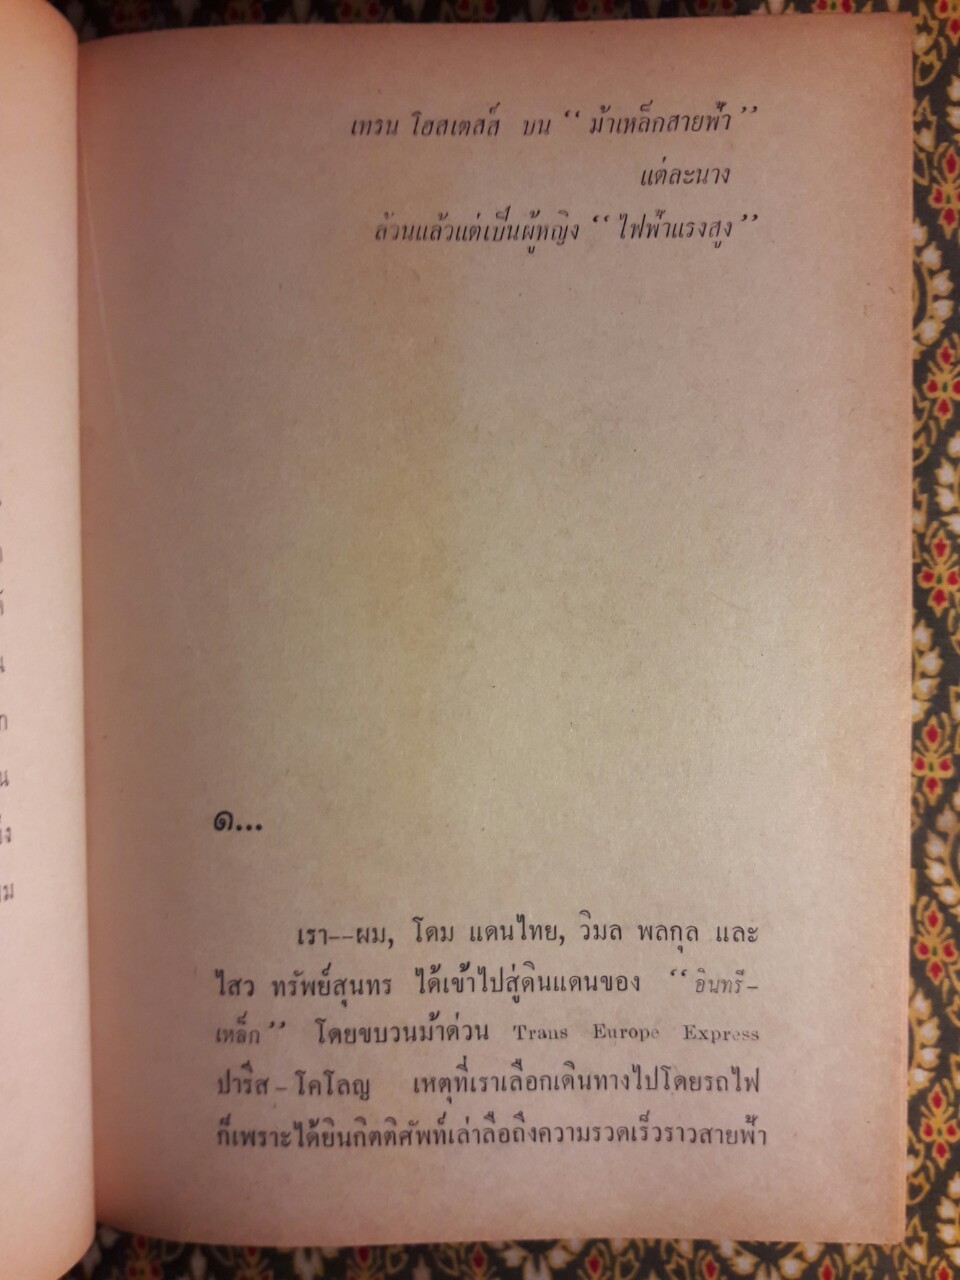 เทรน โฮสเตสส์ บน “ ม้าเหล็กสายฟ้า”
แต่ละนาง
ล้วนแล้วแต่เป็นผู้หญิง “ ไฟฟ้าแรงสูง”
๑...
เรา--ผม, โดม แดนไทย, วิมล พลกุล และ
ไสว ทรัพย์สุนทร ได้เข้าไปสู่ดินแดนของ “อินทรี-
เหล็ก” โดยขบวนม้าด่วน Trans Europe Express
ปารีส-โคโลญ เหตุที่เราเลือกเดินทางไปโดยรถไฟ
ก็เพราะได้ยินกิตติศัพท์เล่าลือถึงความรวดเร็วราวสายฟ้า